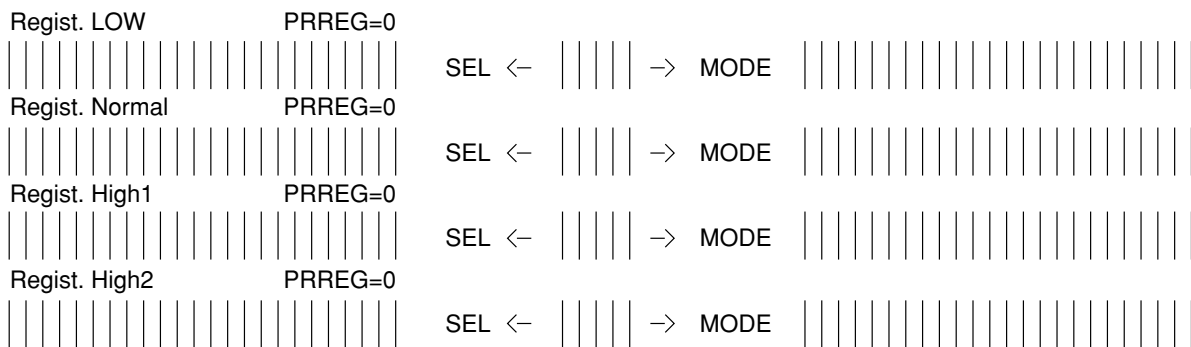 Regist. LOW PRREG=0
SEL <– –> MODE
Regist. Normal PRREG=0
SEL <– –> MODE
Regist. High1 PRREG=0
SEL <– –> MODE
Regist. High2 PRREG=0
SEL <– –> MODE